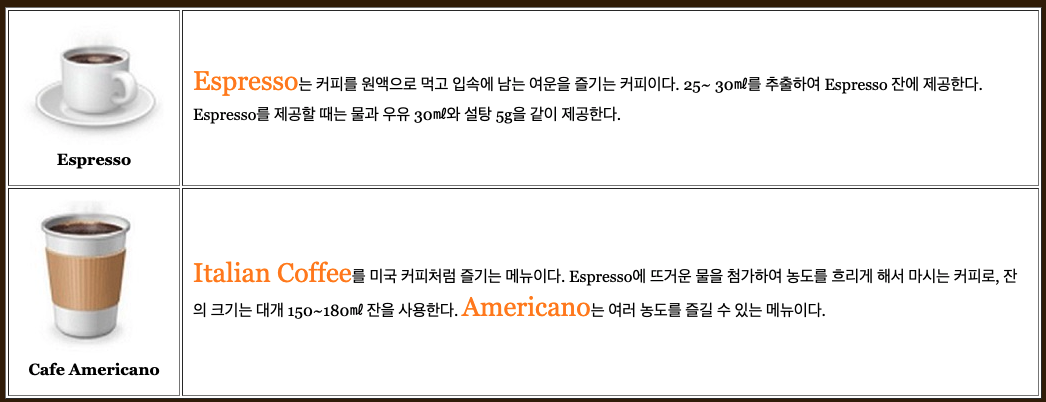 Espresso는 커피를 원액으로 먹고 입속에 남는 여운을 즐기는 커피이다. 25~ 30㎖를 추출하여 Espresso 잔에 제공한다.
Espresso를 제공할 때는 물과 우유 30㎖와 설탕 5g을 같이 제공한다.
Espresso
Italian Coffee를 미국 커피처럼 즐기는 메뉴이다. Espresso에 뜨거운 물을 첨가하여 농도를 흐리게 해서 마시는 커피로, 잔
의 크기는 대개 150~180㎖ 잔을 사용한다. Americano는 여러 농도를 즐길 수 있는 메뉴이다.
Cafe Americano